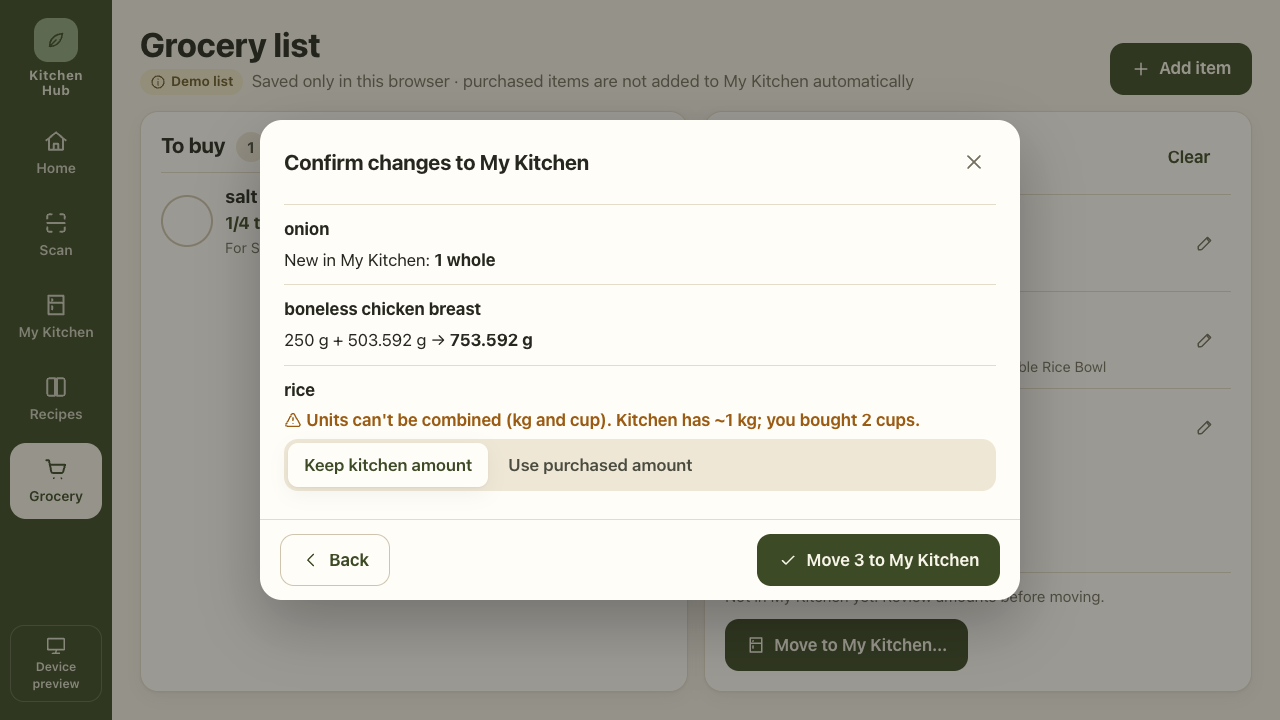 Kitchen
Hub
Home
Scan
My Kitchen
Recipes
Grocery
Device
preview
Grocery list
Demo list
Saved only in this browser · purchased items are not added to My Kitchen automatically
Add item
To buy 1
salt
1/4 t
For S
Clear
ble Rice Bowl
Confirm changes to My Kitchen
onion
New in My Kitchen: 1 whole
boneless chicken breast
250 g + 503.592 g → 753.592 g
rice
Units can't be combined (kg and cup). Kitchen has ~1 kg; you bought 2 cups.
Keep kitchen amount
Use purchased amount
Back
Move 3 to My Kitchen
Not in My Kitchen yet. Review amounts before moving.
Move to My Kitchen...